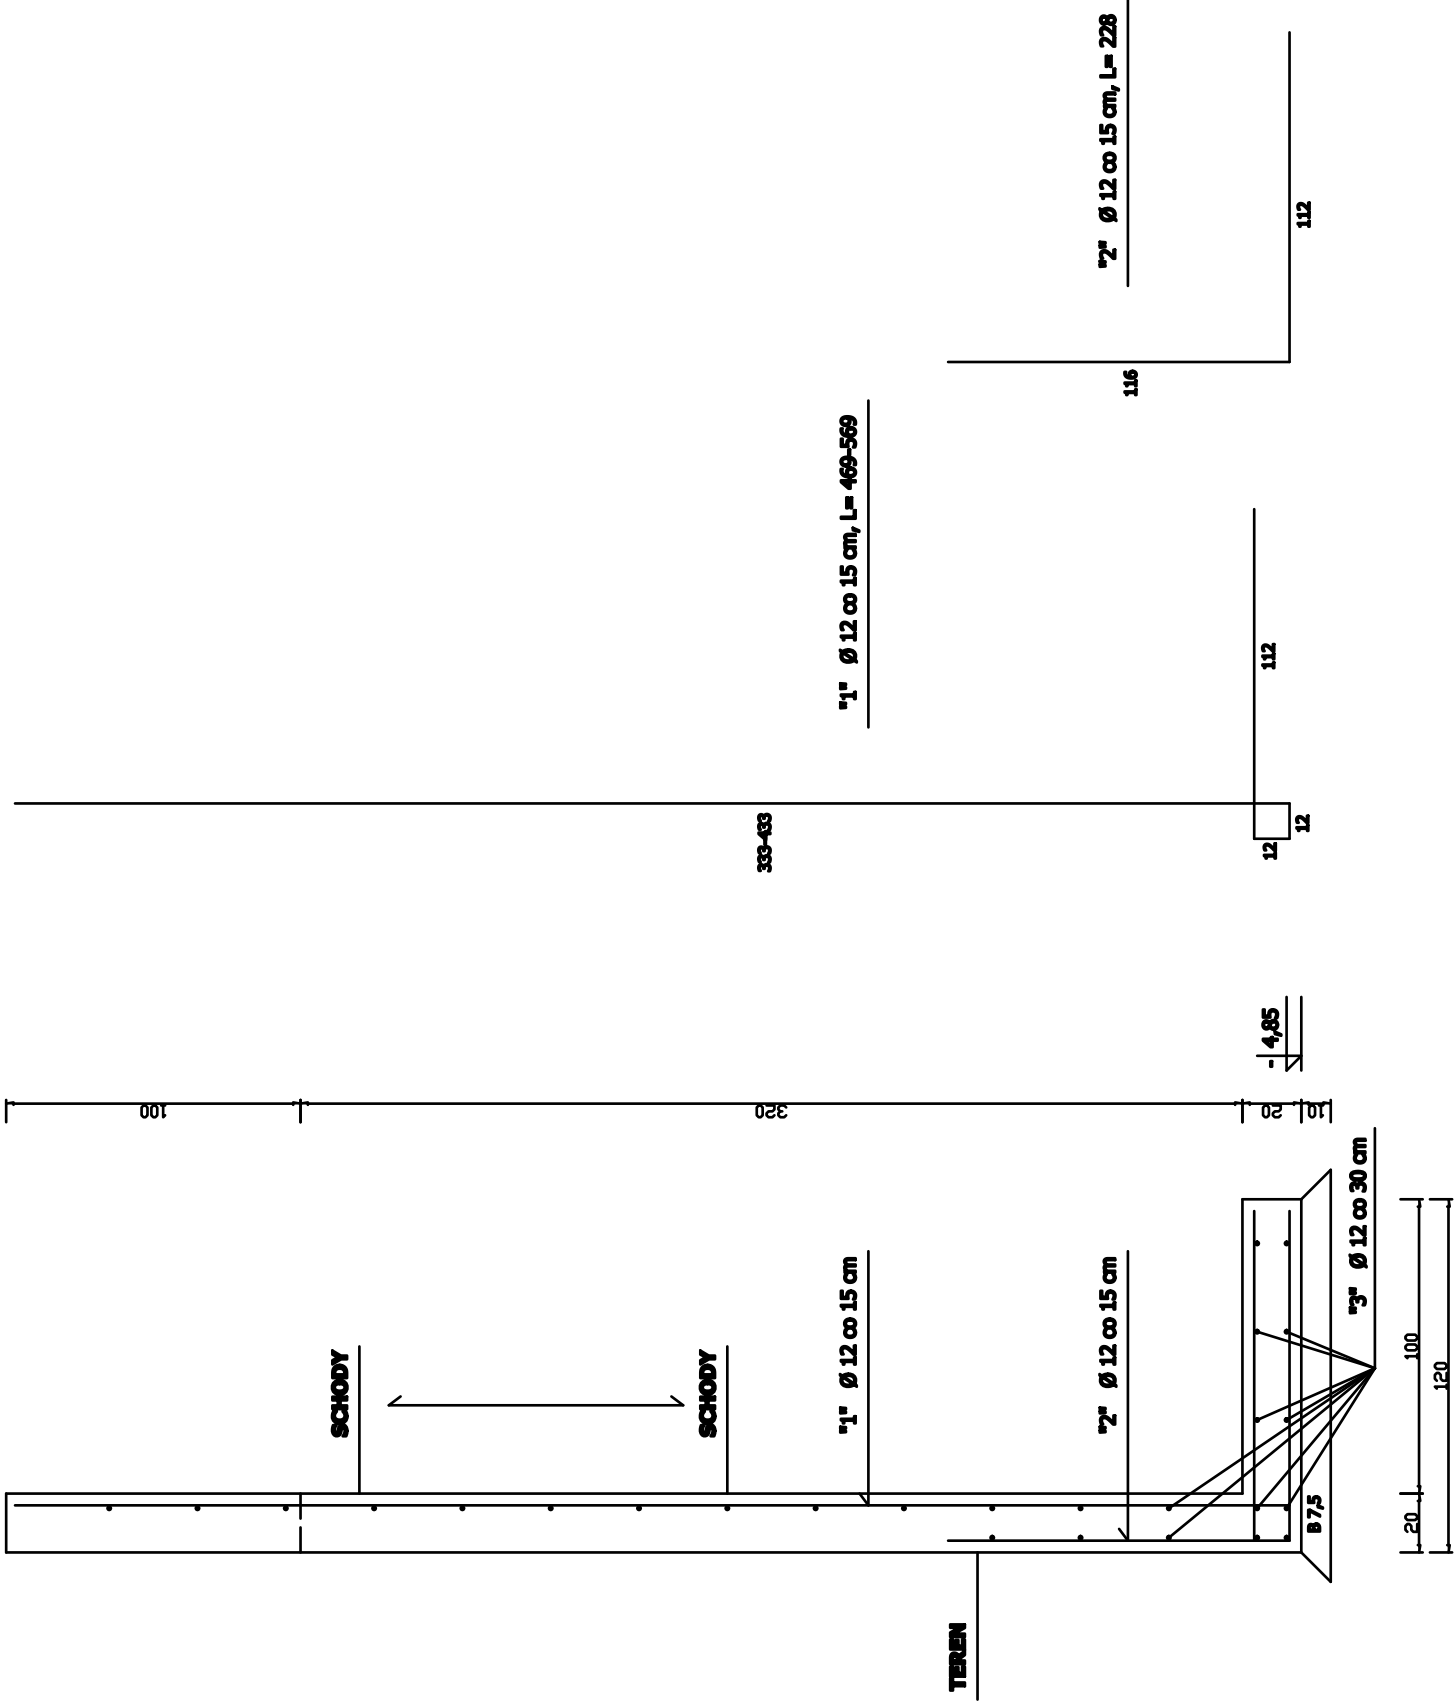 "2" Ø 12 co 15 cm, L= 228
112
116
"1" Ø 12 co 15 cm, L= 469-569
112
333-433
12
12
- 4,85
100
320
20
10
SCHODY
SCHODY
"1" Ø 12 co 15 cm
"2" Ø 12 co 15 cm
"3" Ø 12 co 30 cm
B 7,5
100
20
120
TEREN